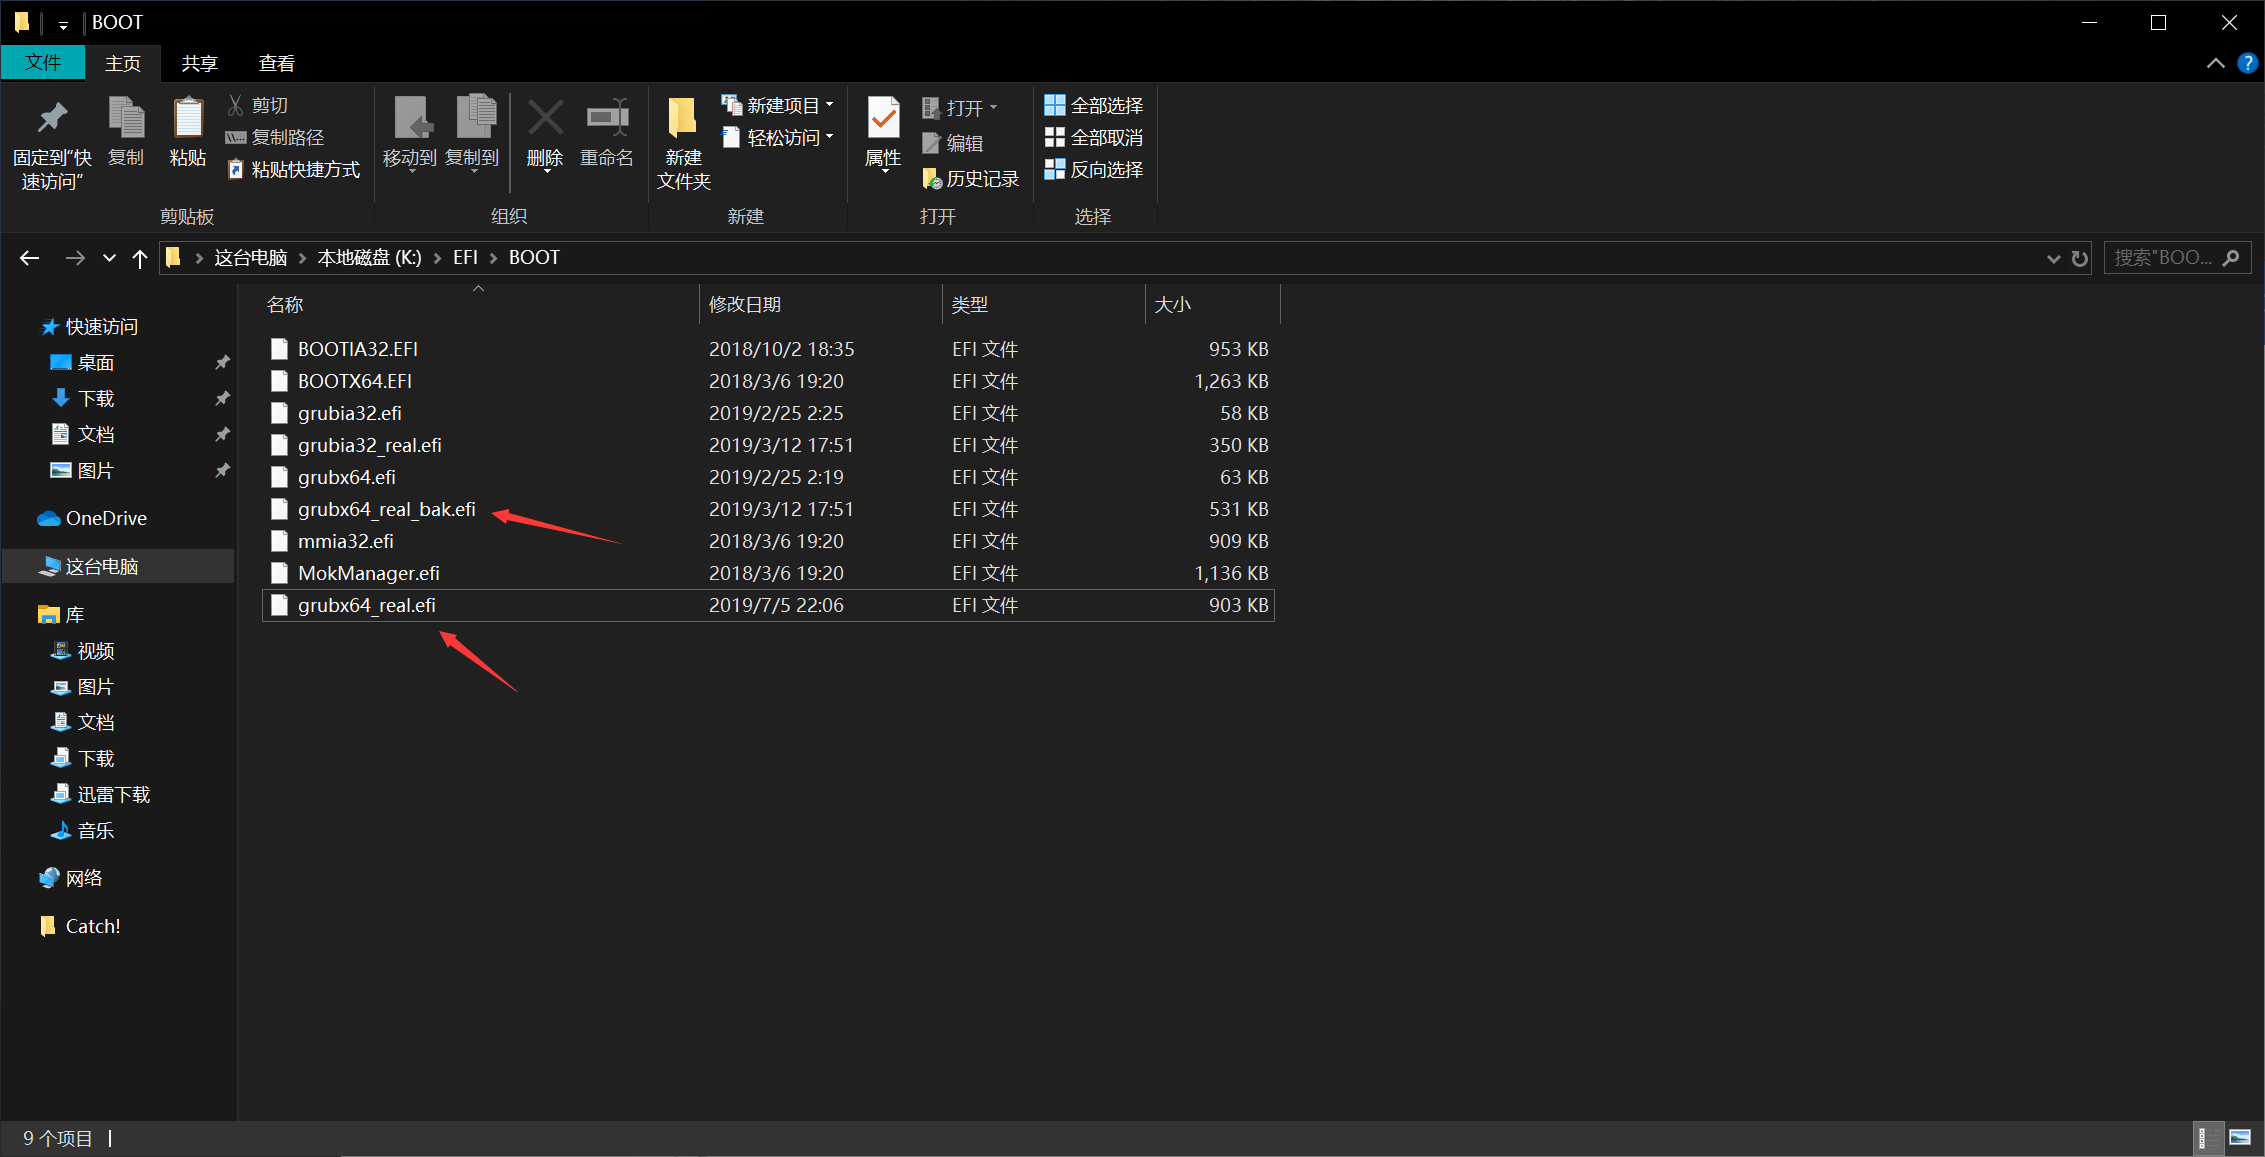 BOOT
文件 主页 共享 查看
固定到“快速访问”
复制
粘贴
剪切
复制路径
粘贴快捷方式
剪贴板
移动到
复制到
删除
重命名
组织
新建文件夹
新建项目
轻松访问
新建
属性
打开
编辑
历史记录
打开
全部选择
全部取消
反向选择
选择
这台电脑 本地磁盘 (K:) EFI BOOT
搜索"BOO...
快速访问
桌面
下载
文档
图片
OneDrive
这台电脑
库
视频
图片
文档
下载
迅雷下载
音乐
网络
Catch!
名称 修改日期 类型 大小
BOOTIA32.EFI 2018/10/2 18:35 EFI 文件 953 KB
BOOTX64.EFI 2018/3/6 19:20 EFI 文件 1,263 KB
grubia32.efi 2019/2/25 2:25 EFI 文件 58 KB
grubia32_real.efi 2019/3/12 17:51 EFI 文件 350 KB
grubx64.efi 2019/2/25 2:19 EFI 文件 63 KB
grubx64_real_bak.efi 2019/3/12 17:51 EFI 文件 531 KB
mmia32.efi 2018/3/6 19:20 EFI 文件 909 KB
MokManager.efi 2018/3/6 19:20 EFI 文件 1,136 KB
grubx64_real.efi 2019/7/5 22:06 EFI 文件 903 KB
9 个项目